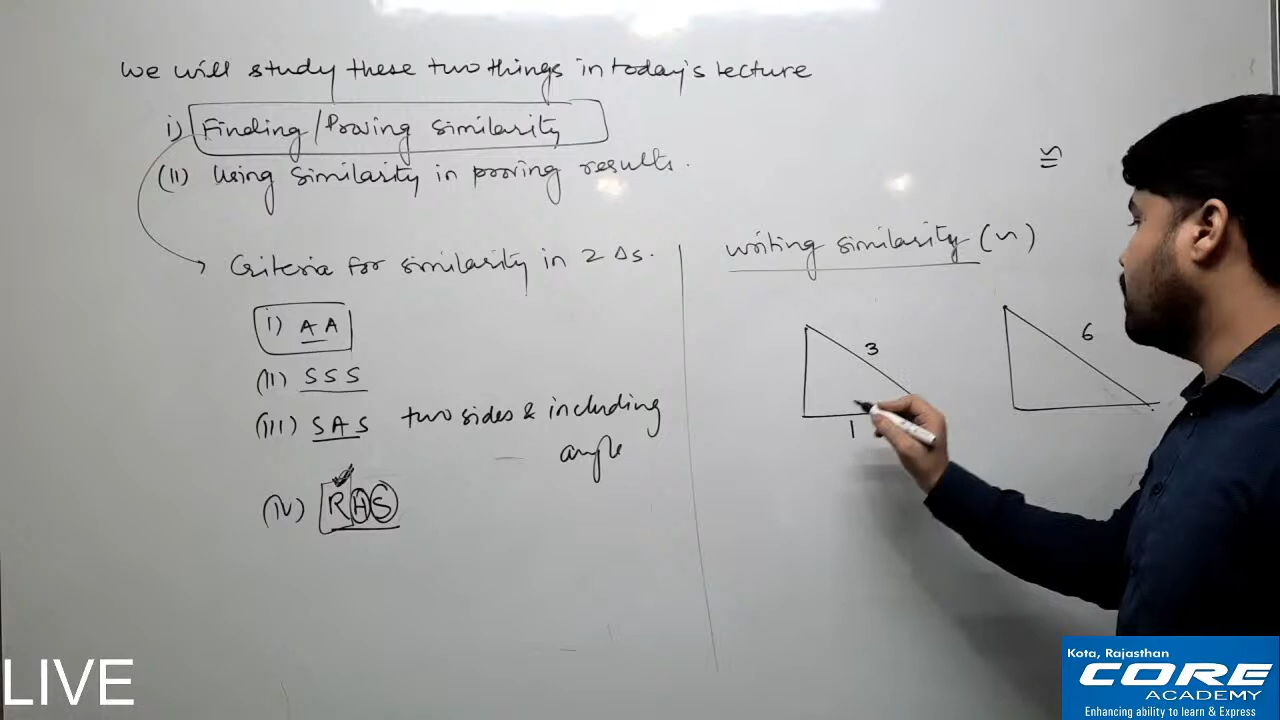 We will study these two things in today's lecture
i) Finding/Proving similarity
(ii) Using Similarity in proving results.
≅
Criteria for similarity in 2 Δs.
i) AA
(ii) SSS
(iii) SAS two sides & including
angle
(iv) RHS
writing similarity (∽)
3
1
6
LIVE
Kota, Rajasthan
CORE
ACADEMY
Enhancing ability to learn & Express